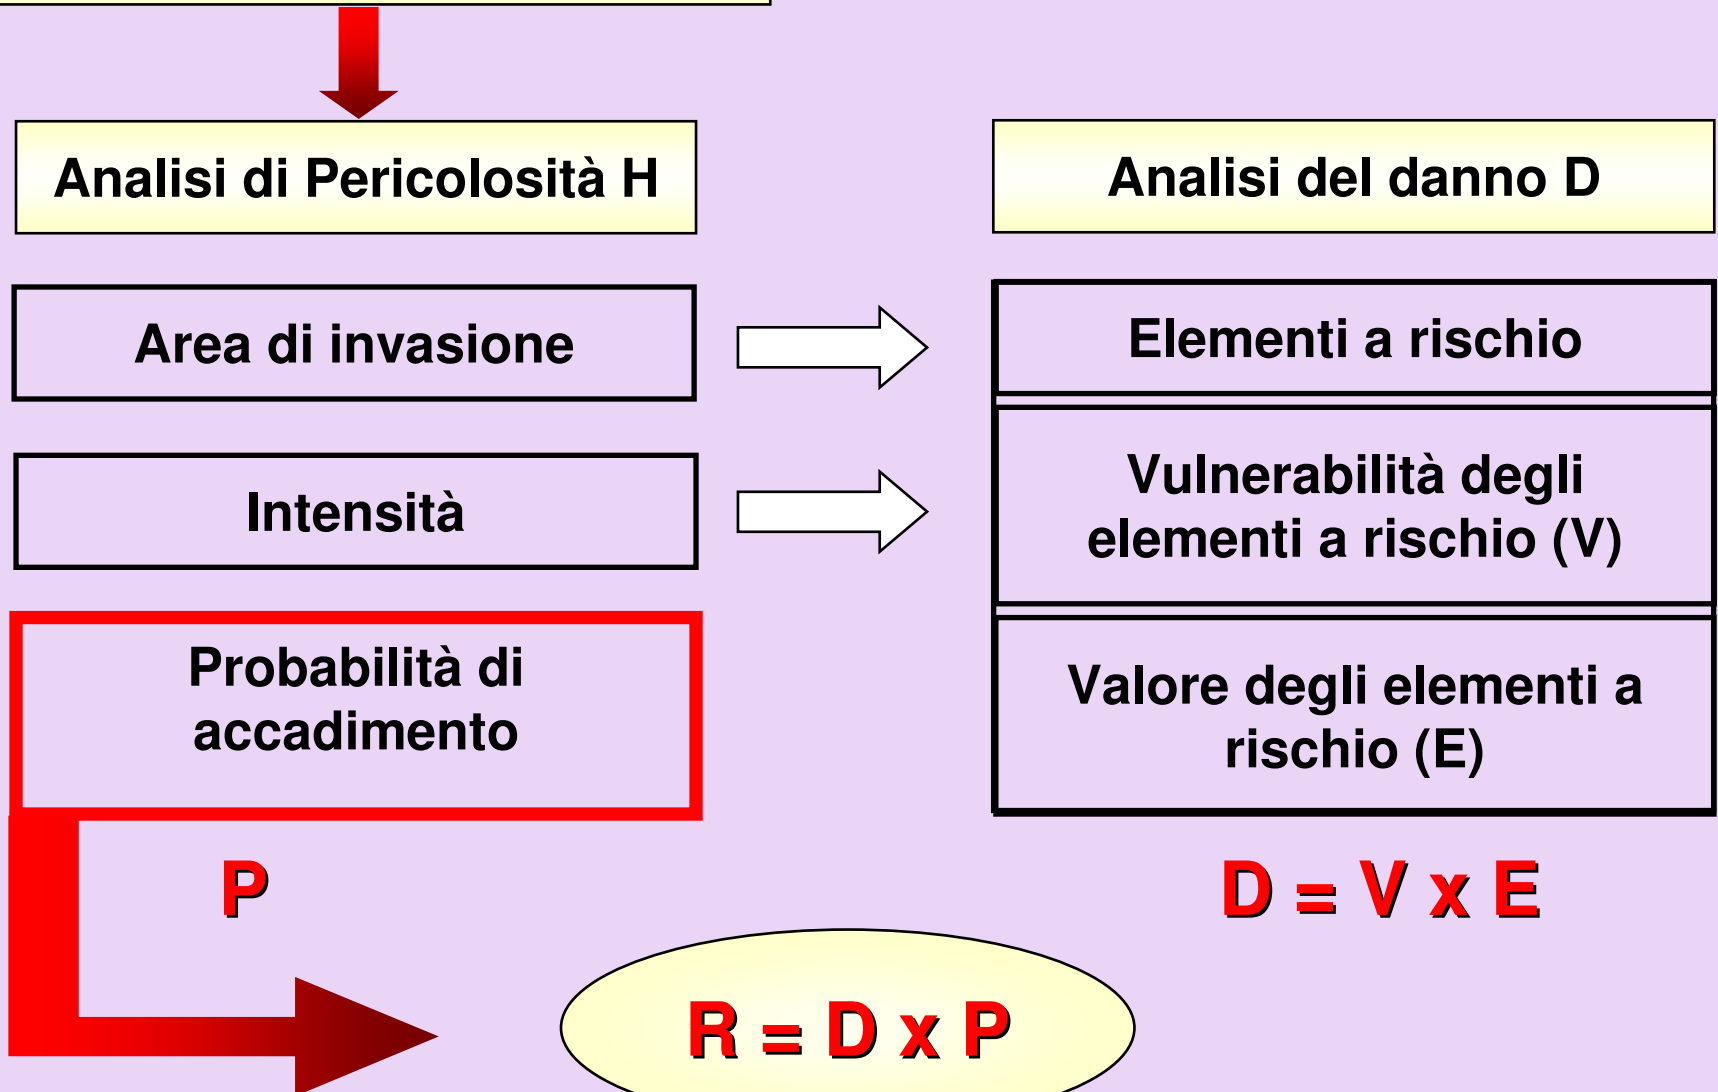 Analisi di Pericolosità H
Analisi del danno D
Area di invasione
Elementi a rischio
Intensità
Vulnerabilità degli
elementi a rischio (V)
Probabilità di
accadimento
Valore degli elementi a
rischio (E)
P
D = V x E
R = D x P